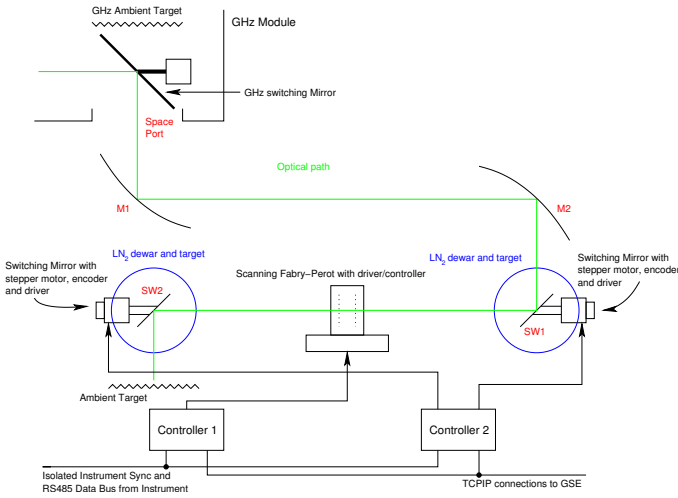 GHz Ambient Target
GHz Module
GHz switching Mirror
Space
Port
Optical path
M1
M2
LN2 dewar and target
LN2 dewar and target
Switching Mirror with
stepper motor, encoder
and driver
Scanning Fabry-Perot with driver/controller
Switching Mirror with
stepper motor, encoder
and driver
SW2
SW1
Ambient Target
Controller 1
Controller 2
Isolated Instrument Sync and
RS485 Data Bus from Instrument
TCPIP connections to GSE